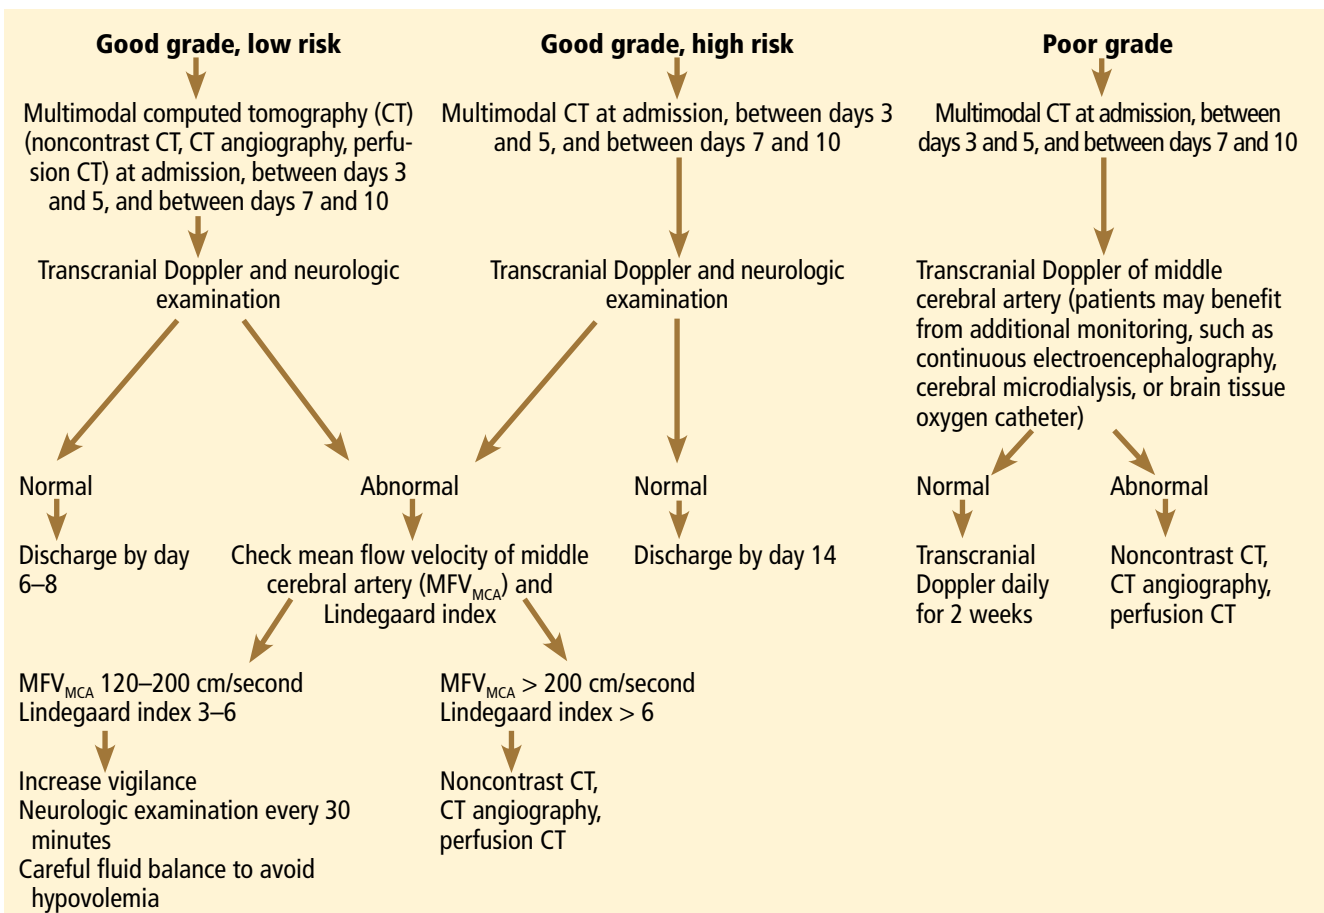 Good grade, low risk
Multimodal computed tomography (CT)
(noncontrast CT, CT angiography, perfu-
sion CT) at admission, between days 3
and 5, and between days 7 and 10
Transcranial Doppler and neurologic
examination
Normal
Discharge by day
6–8
Abnormal
Check mean flow velocity of middle
cerebral artery (MFVMCA) and
Lindegaard index
MFVMCA 120–200 cm/second
Lindegaard index 3–6
Increase vigilance
Neurologic examination every 30
minutes
Careful fluid balance to avoid
hypovolemia
MFVMCA > 200 cm/second
Lindegaard index > 6
Noncontrast CT,
CT angiography,
perfusion CT
Good grade, high risk
Multimodal CT at admission, between days 3
and 5, and between days 7 and 10
Transcranial Doppler and neurologic
examination
Normal
Discharge by day 14
Poor grade
Multimodal CT at admission, between
days 3 and 5, and between days 7 and 10
Transcranial Doppler of middle
cerebral artery (patients may benefit
from additional monitoring, such as
continuous electroencephalography,
cerebral microdialysis, or brain tissue
oxygen catheter)
Normal
Transcranial
Doppler daily
for 2 weeks
Abnormal
Noncontrast CT,
CT angiography,
perfusion CT